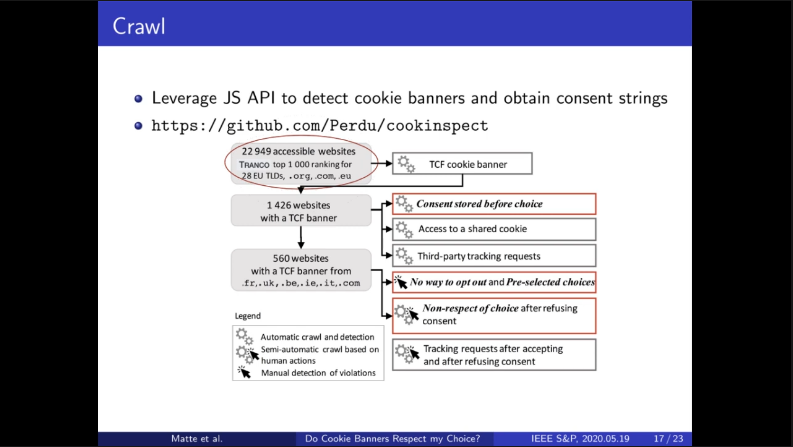 Crawl
Leverage JS API to detect cookie banners and obtain consent strings
https://github.com/Perdu/cookinspect
22 949 accessible websites
TRANCO top 1 000 ranking for
28 EU TLDs, .org, .com, .eu
TCF cookie banner
1 426 websites
with a TCF banner
Consent stored before choice
Access to a shared cookie
Third-party tracking requests
560 websites
with a TCF banner from
.fr,.uk,.be,.ie,.it,.com
No way to opt out and Pre-selected choices
Non-respect of choice after refusing
consent
Tracking requests after accepting
and after refusing consent
Legend
Automatic crawl and detection
Semi-automatic crawl based on
human actions
Manual detection of violations
Matte et al.
Do Cookie Banners Respect my Choice?
IEEE S&P, 2020.05.19
17 / 23